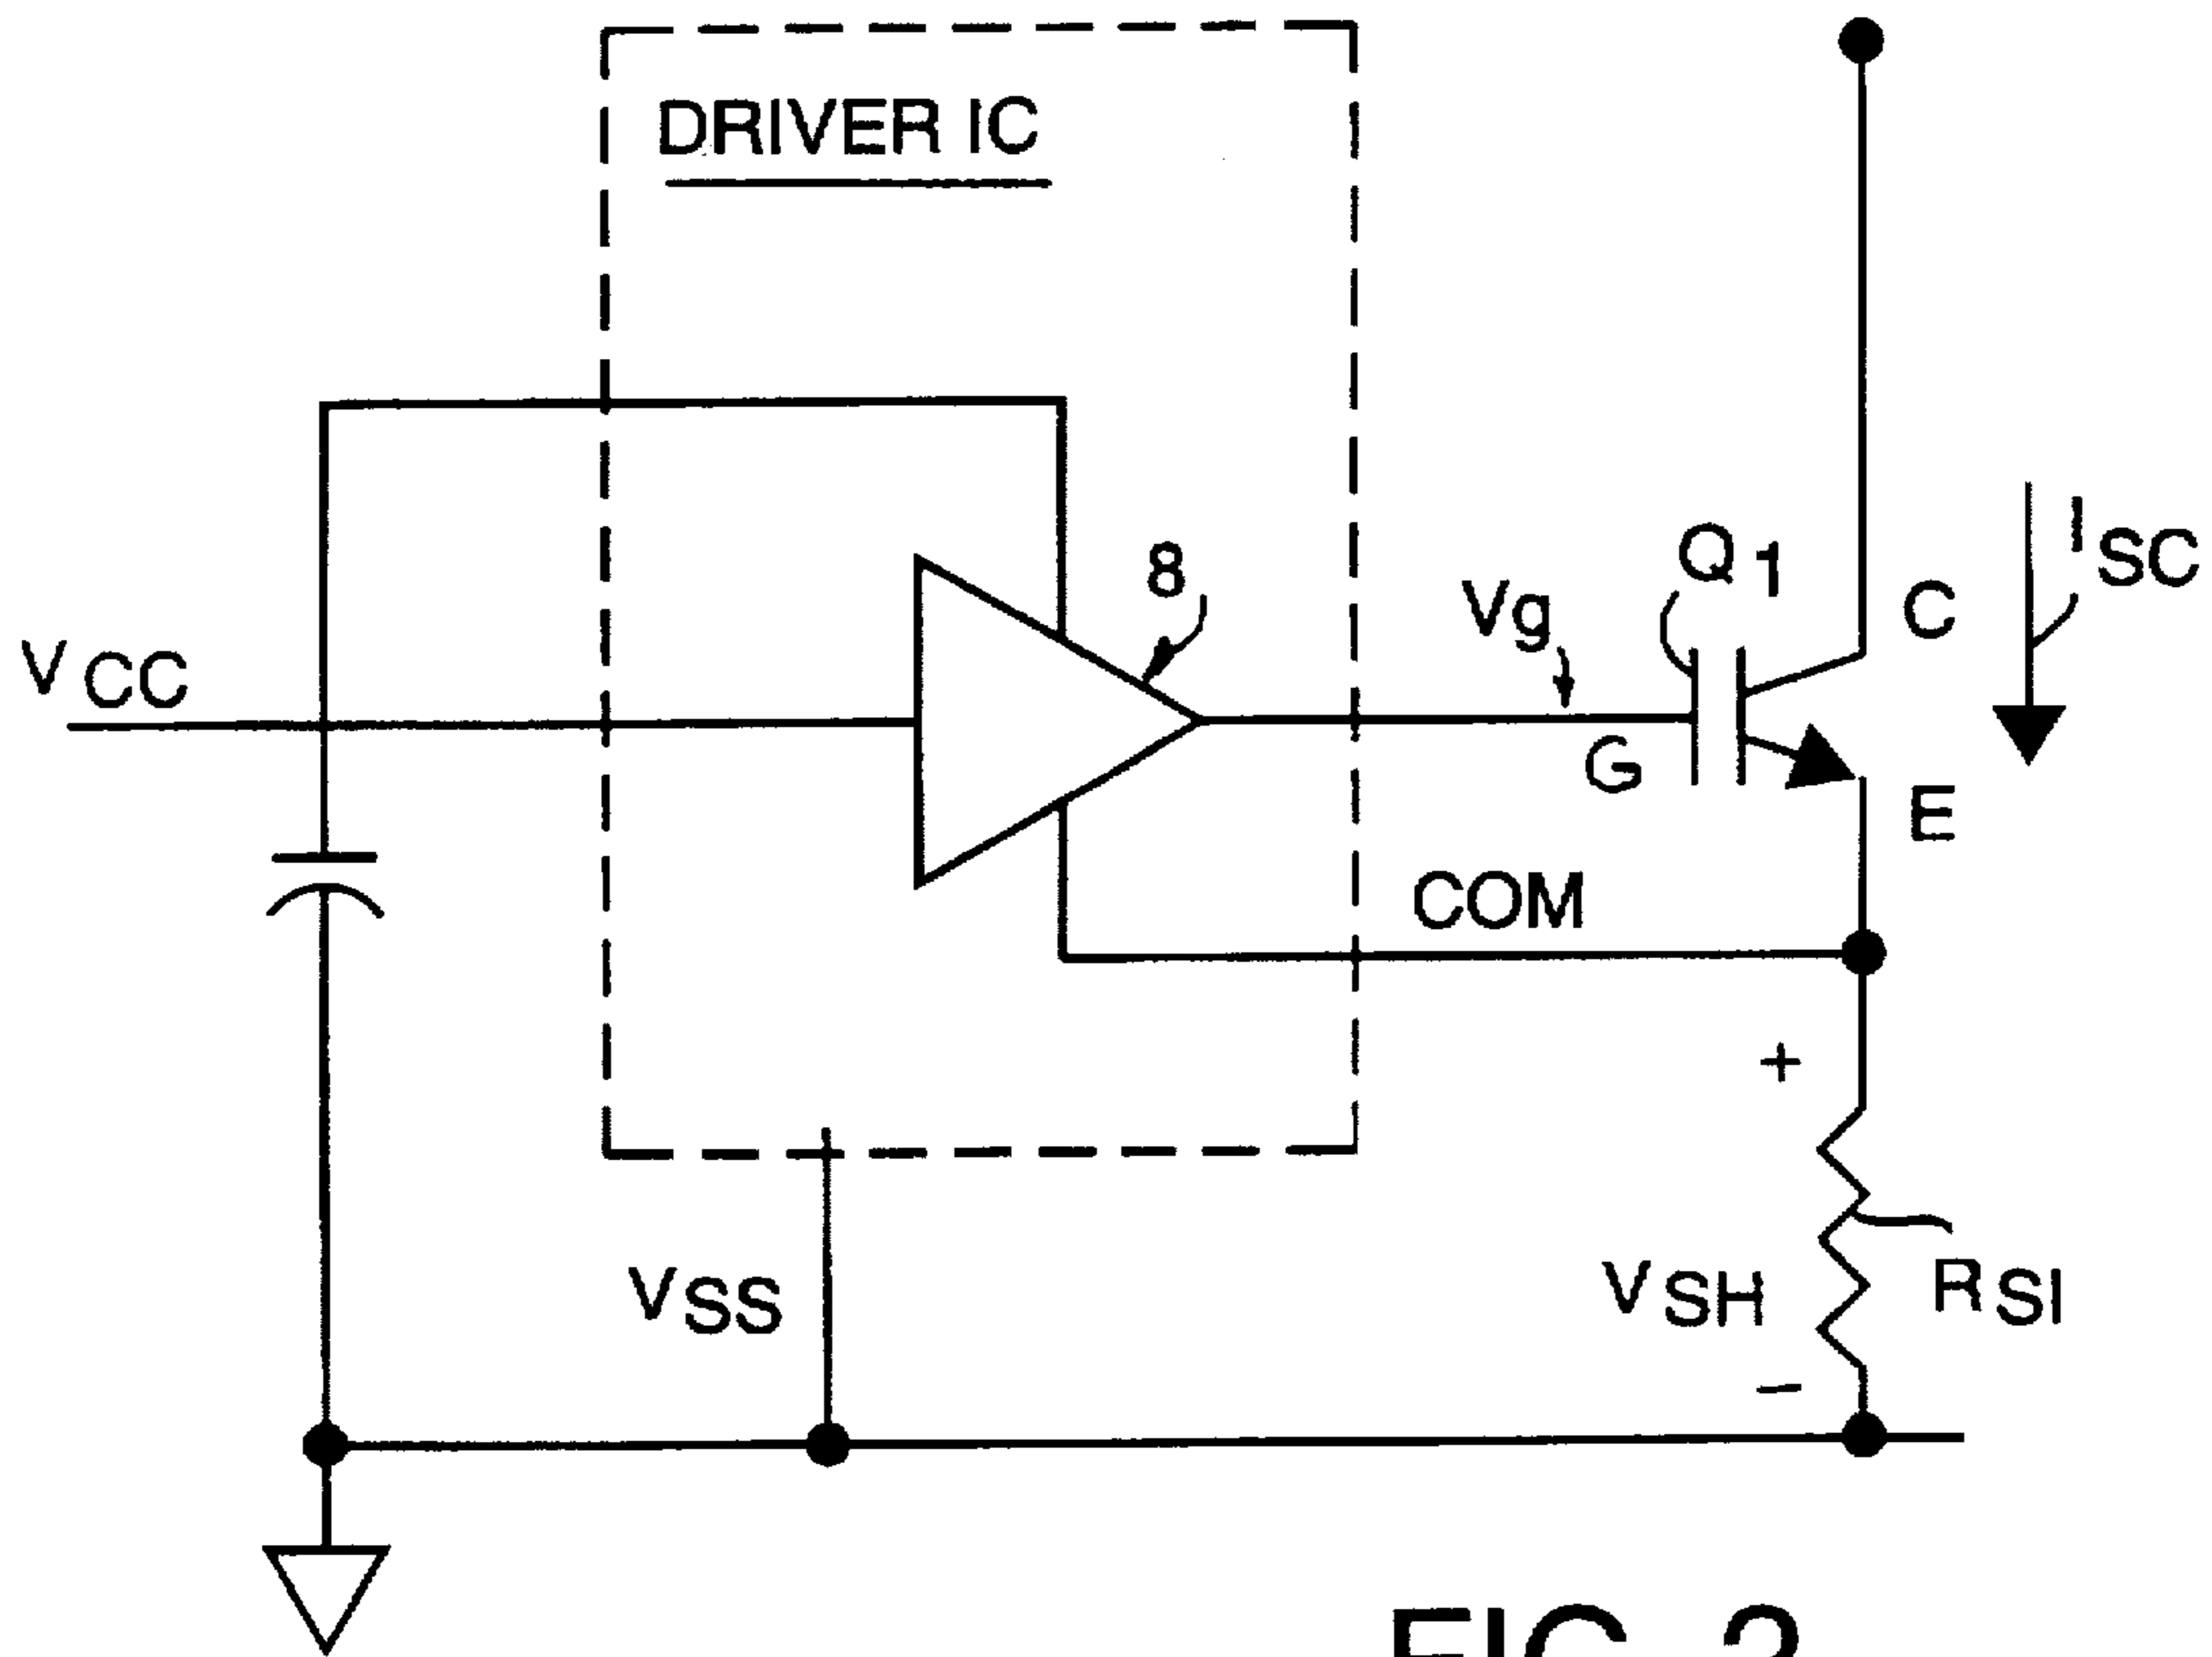 DRIVER IC
8
Q1
ISC
Vg
C
VCC
G
E
COM
+
VSS
VSH
RSI
−
FIG. 2